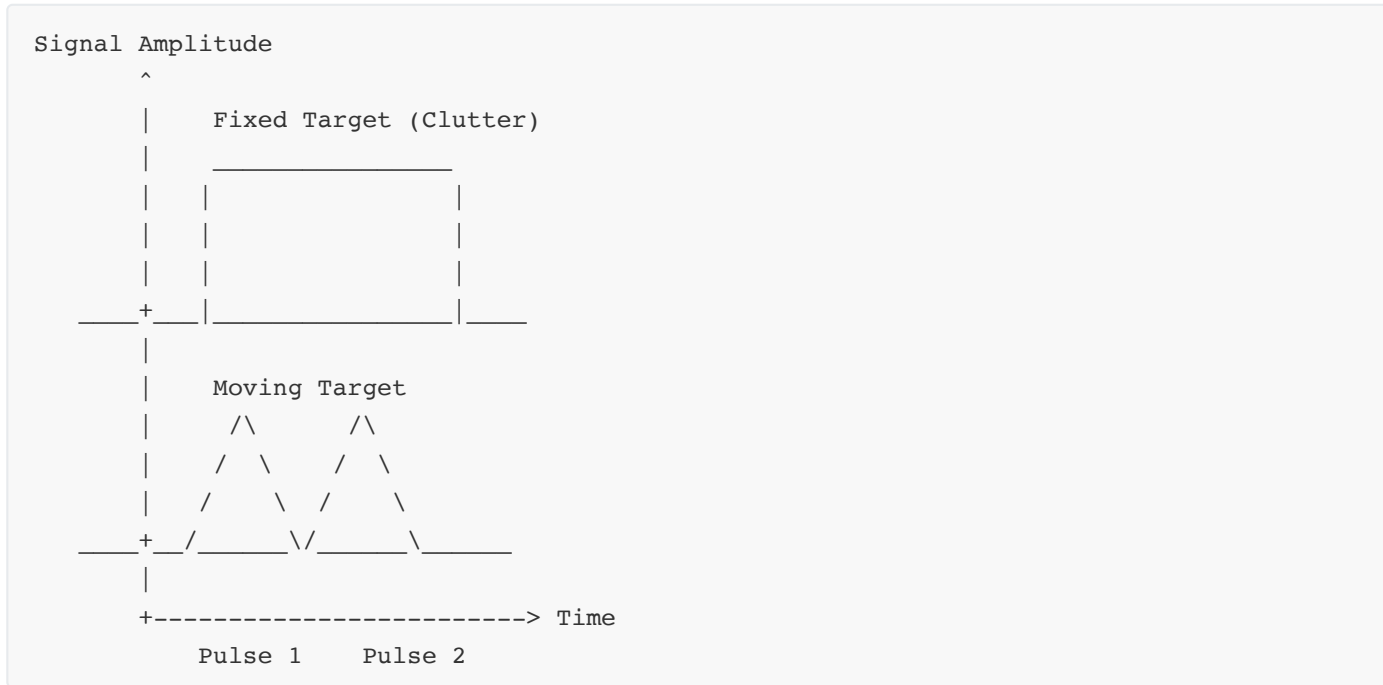 Signal Amplitude
Fixed Target (Clutter)
Moving Target
Time
Pulse 1 Pulse 2